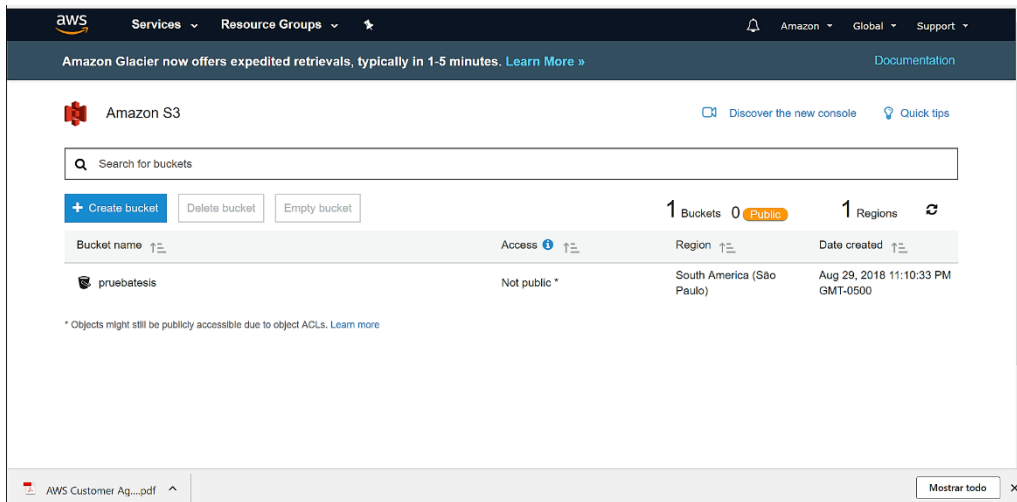 aws Services Resource Groups Amazon Global Support
Amazon Glacier now offers expedited retrievals, typically in 1-5 minutes. Learn More » Documentation
Amazon S3 Discover the new console Quick tips
Search for buckets
+ Create bucket Delete bucket Empty bucket 1 Buckets 0 Public 1 Regions
Bucket name Access Region Date created
pruebatesis Not public * South America (São Paulo) Aug 29, 2018 11:10:33 PM GMT-0500
* Objects might still be publicly accessible due to object ACLs. Learn more
AWS Customer Ag....pdf Mostrar todo